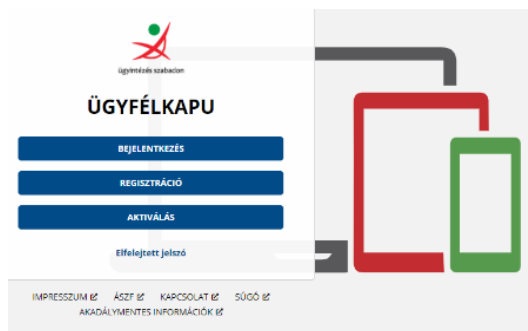 ügyintézés szabadon
ÜGYFÉLKAPU
BEJELENTKEZÉS
REGISZTRÁCIÓ
AKTIVÁLÁS
Elfelejtett jelszó
IMPRESSZUM ÁSZF KAPCSOLAT SÚGÓ
AKADÁLYMENTES INFORMÁCIÓK